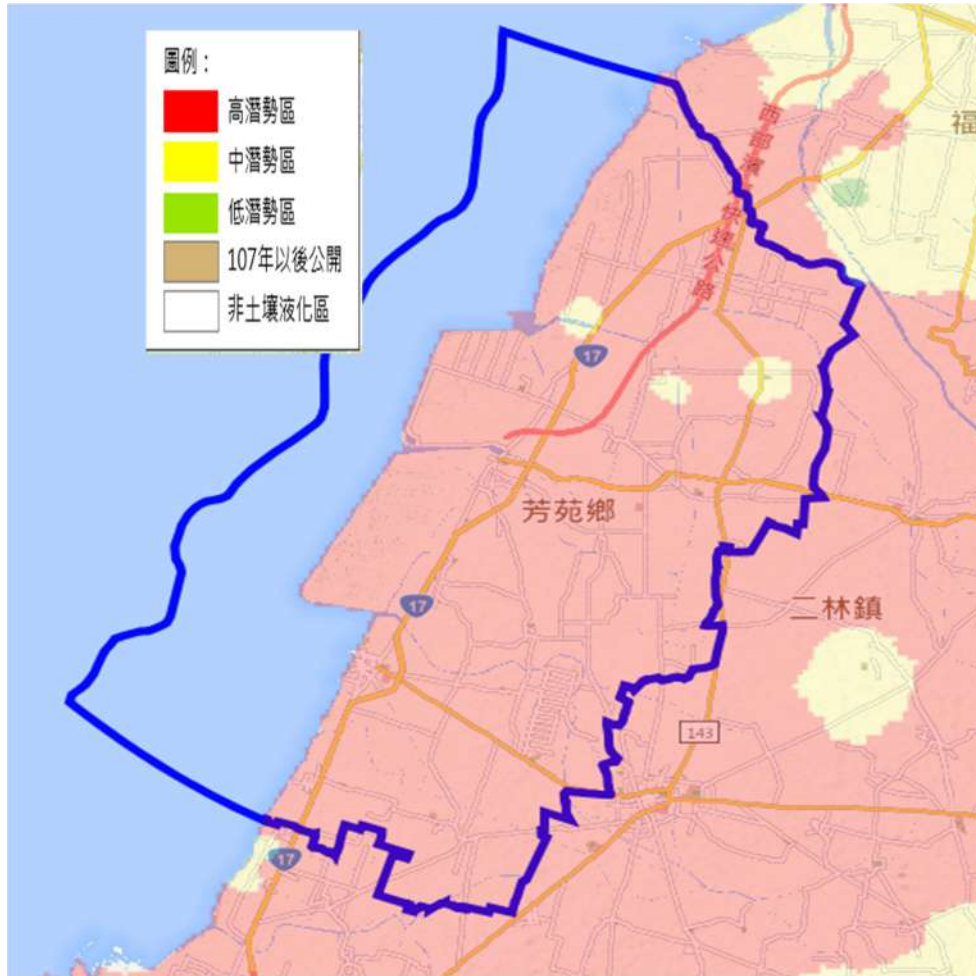 圖例：
高潛勢區
中潛勢區
低潛勢區
107年以後公開
非土壤液化區
福
西部濱
快速公路
17
芳苑鄉
17
二林鎮
143
17